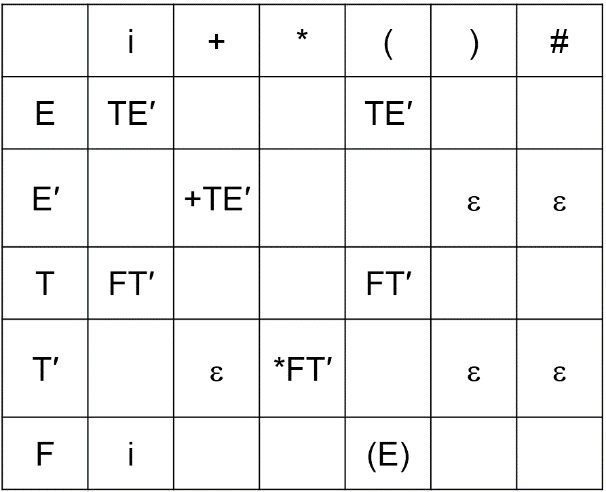 i + * ( ) #
E TE′ TE′
E′ +TE′ ε ε
T FT′ FT′
T′ ε *FT′ ε ε
F i (E)